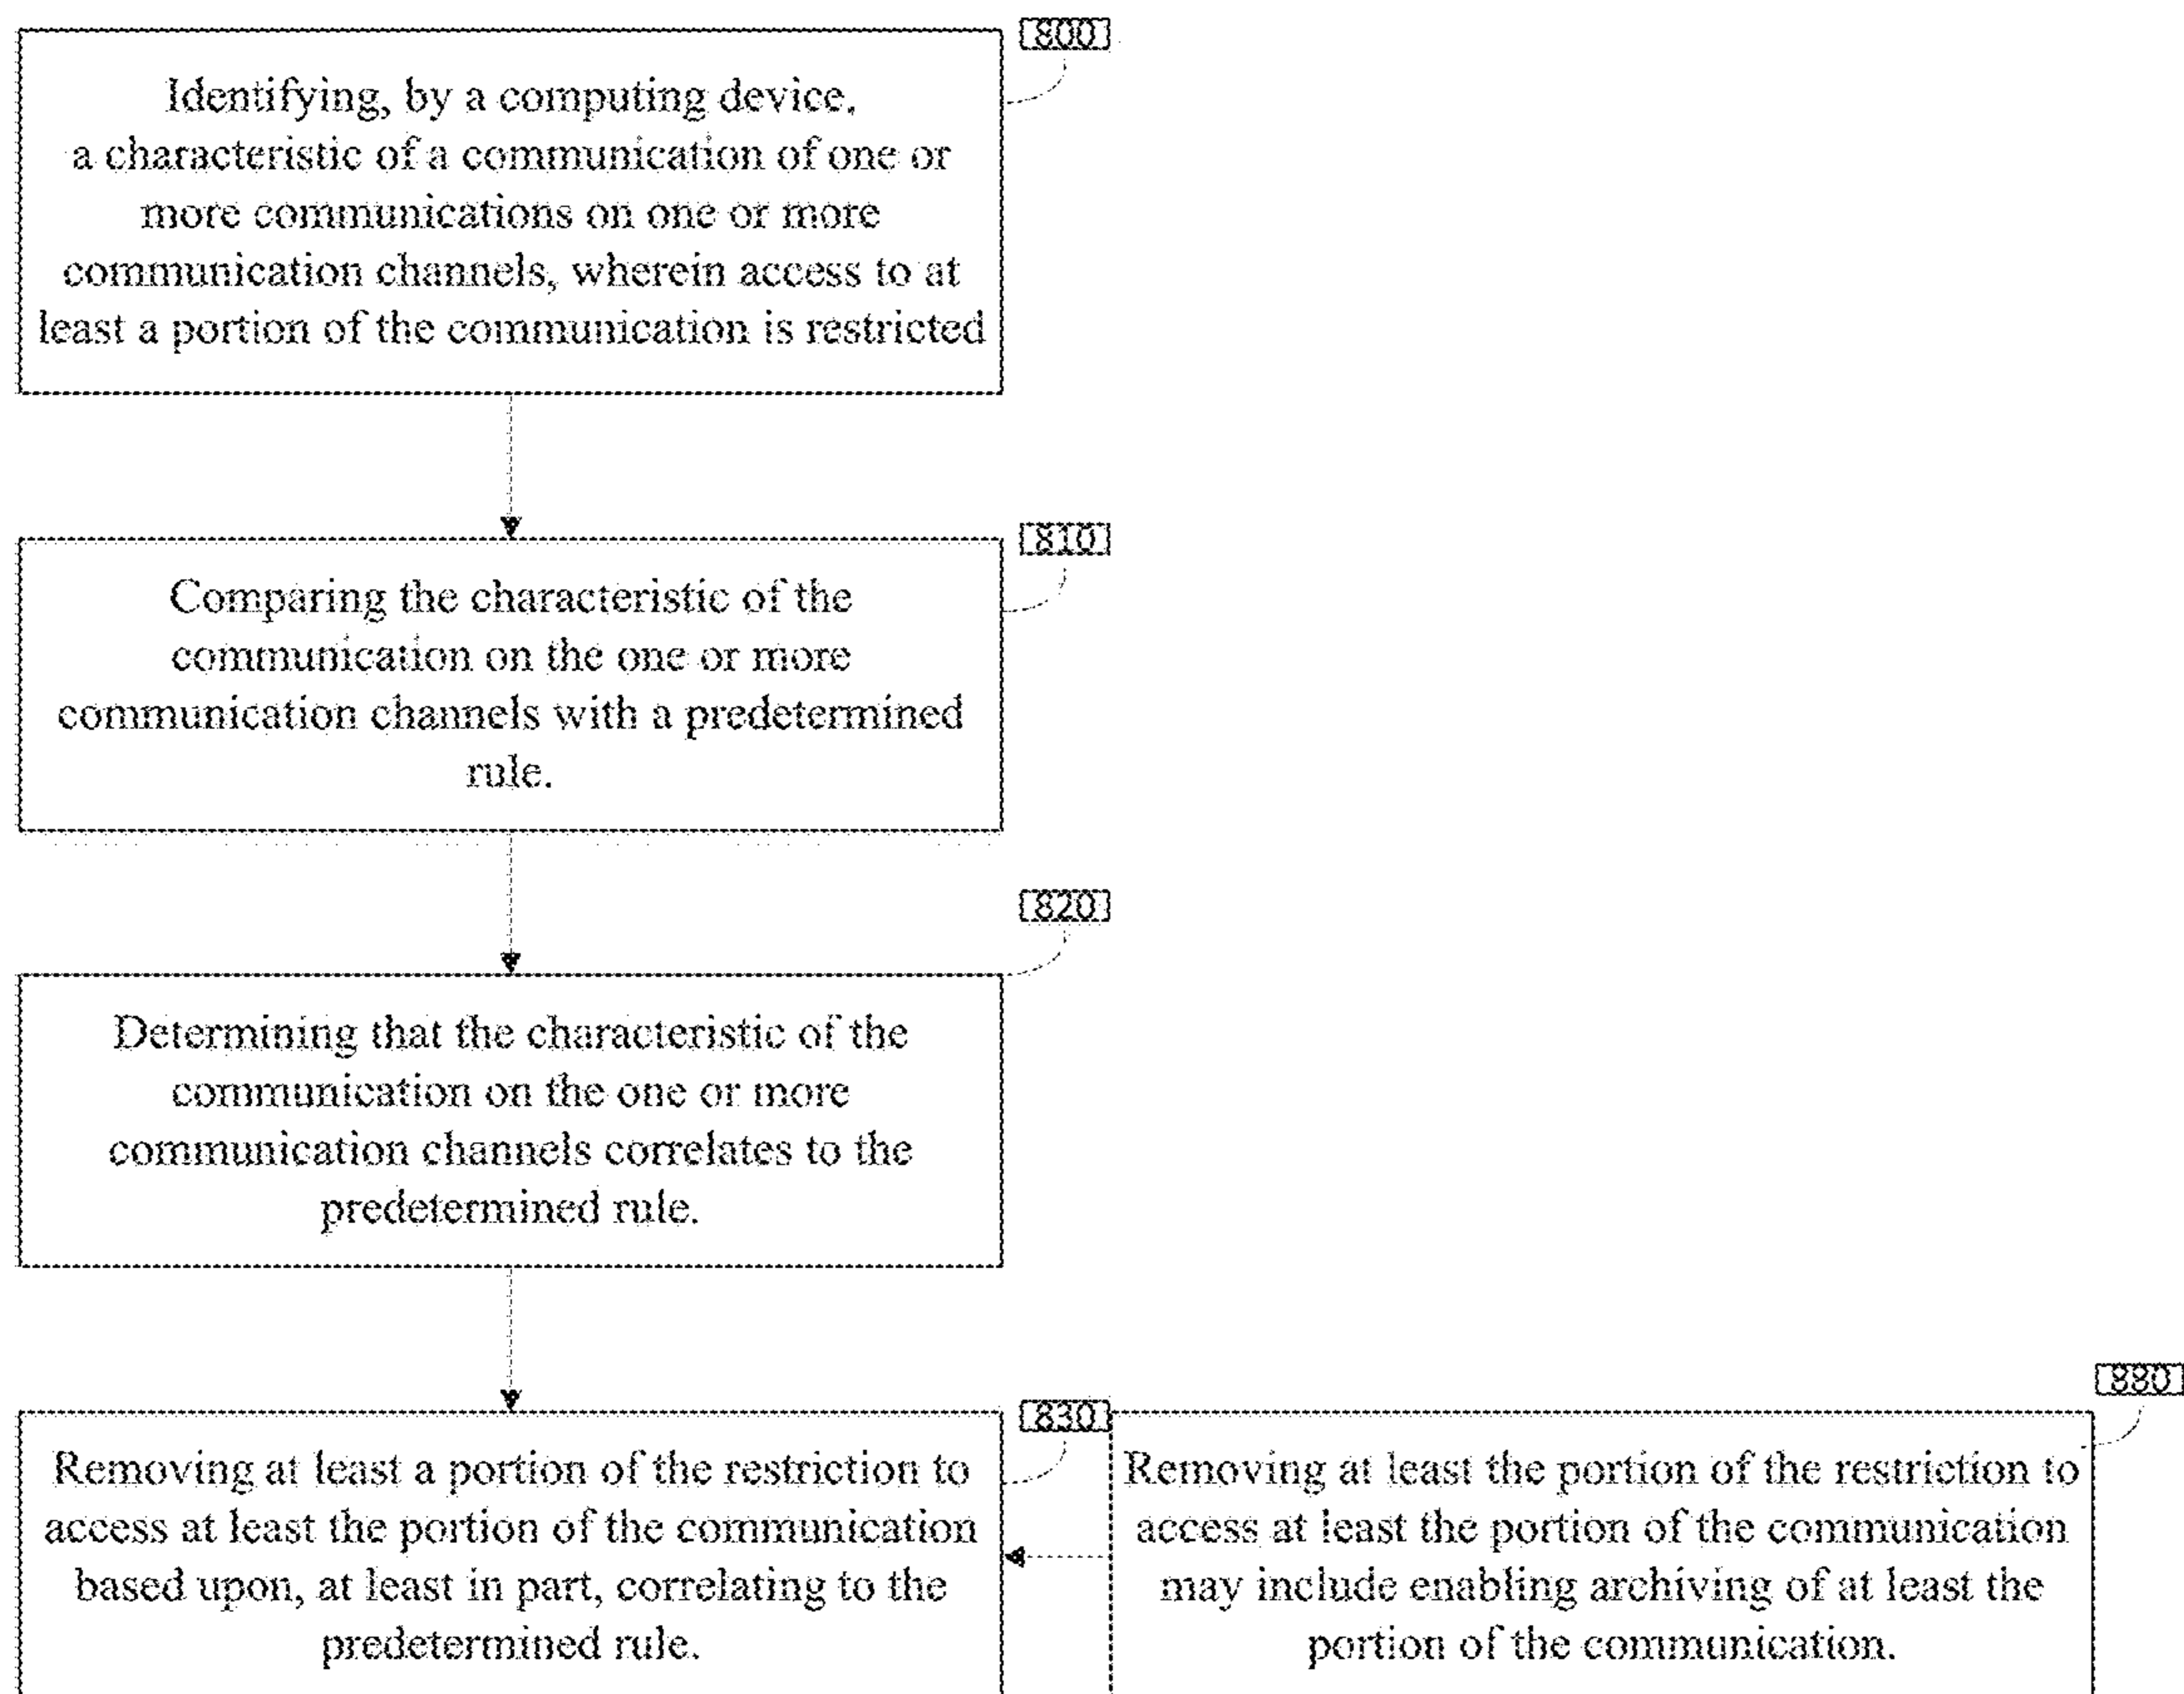 800
Identifying, by a computing device,
a characteristic of a communication of one or
more communications on one or more
communication channels, wherein access to at
least a portion of the communication is restricted
810
Comparing the characteristic of the
communication on the one or more
communication channels with a predetermined
rule.
820
Determining that the characteristic of the
communication on the one or more
communication channels correlates to the
predetermined rule.
830
Removing at least a portion of the restriction to
access at least the portion of the communication
based upon, at least in part, correlating to the
predetermined rule.
880
Removing at least the portion of the restriction to
access at least the portion of the communication
may include enabling archiving of at least the
portion of the communication.